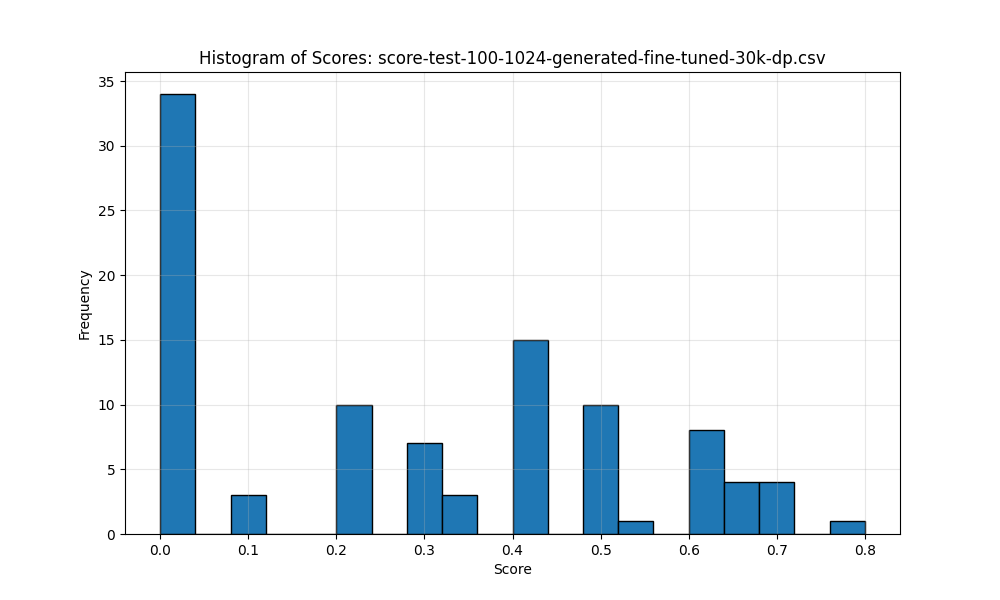 Histogram of Scores: score-test-100-1024-generated-fine-tuned-30k-dp.csv
35
30
25
20
15
10
5
0
Frequency
0.0 0.1 0.2 0.3 0.4 0.5 0.6 0.7 0.8
Score